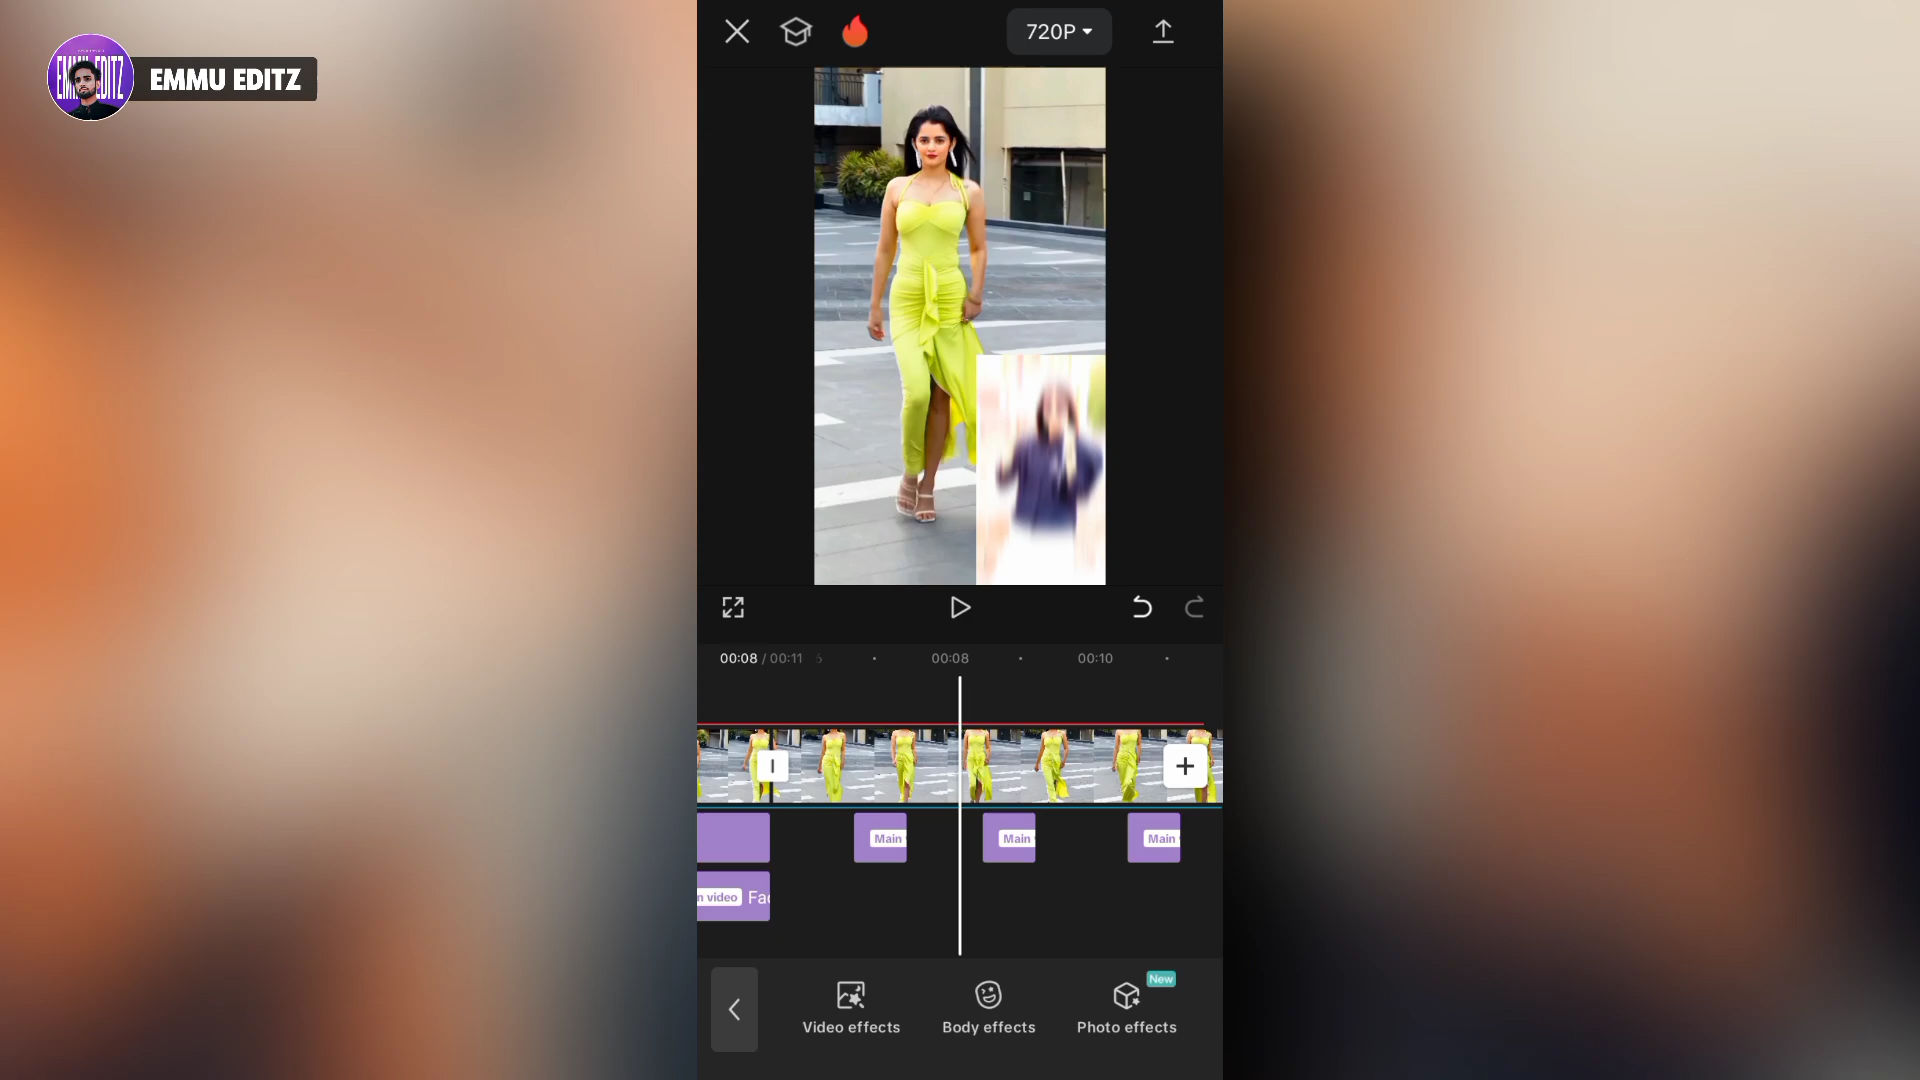 EMMU EDITZ
720P
00:08 / 00:11
00:08
00:10
Main
Main
Main
n video Fac
New
Video effects
Body effects
Photo effects